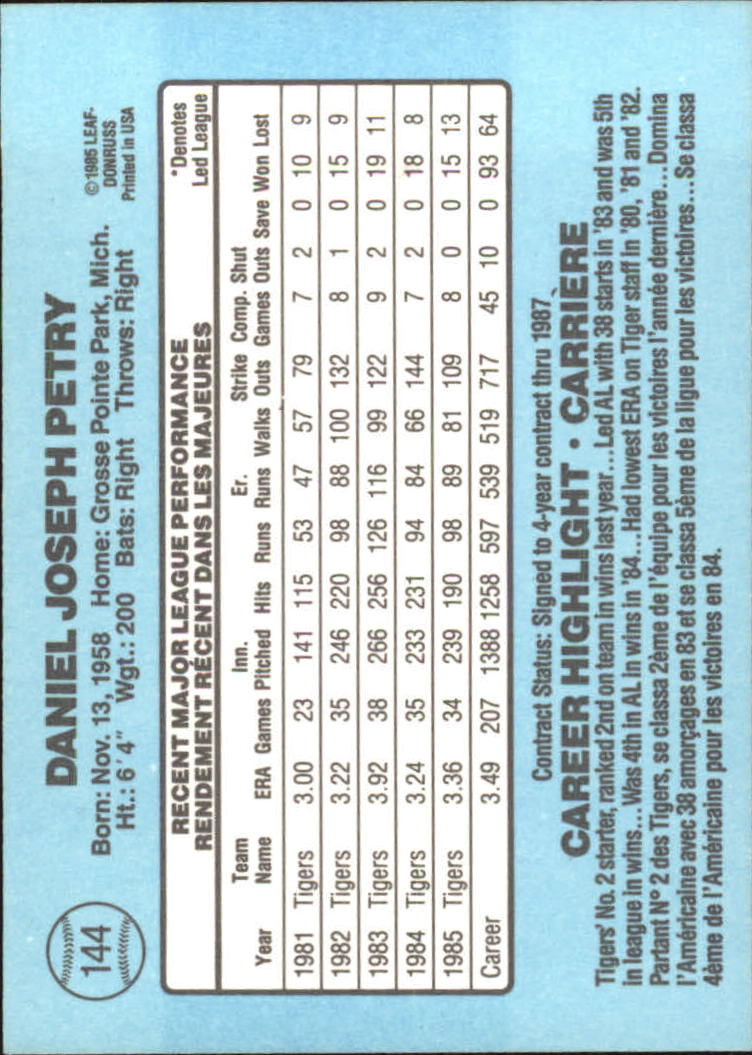 144
DANIEL JOSEPH PETRY
Born: Nov. 13, 1958 Home: Grosse Pointe Park, Mich.
Ht.: 6'4" Wgt.: 200 Bats: Right Throws: Right
©1985 LEAF-
DONRUSS
Printed in USA
RECENT MAJOR LEAGUE PERFORMANCE
RENDEMENT RÉCENT DANS LES MAJEURES
*Denotes
Led League
Team Inn. Er. Strike Comp. Shut
Year Name ERA Games Pitched Hits Runs Runs Walks Outs Games Outs Save Won Lost
1981 Tigers 3.00 23 141 115 53 47 57 79 7 2 0 10 9
1982 Tigers 3.22 35 246 220 98 88 100 132 8 1 0 15 9
1983 Tigers 3.92 38 266 256 126 116 99 122 9 2 0 19 11
1984 Tigers 3.24 35 233 231 94 84 66 144 7 2 0 18 8
1985 Tigers 3.36 34 239 190 98 89 81 109 8 0 0 15 13
Career 3.49 207 1388 1258 597 539 519 717 45 10 0 93 64
Contract Status: Signed to 4-year contract thru 1987
CAREER HIGHLIGHT • CARRIÈRE
Tigers' No. 2 starter, ranked 2nd on team in wins last year...Led AL with 38 starts in '83 and was 5th
in league in wins...Was 4th in AL in wins in '84...Had lowest ERA on Tiger staff in '80, '81 and '82.
Partant N° 2 des Tigers, se classa 2ème de l'équipe pour les victoires l'année dernière...Domina
l'Américaine avec 38 amorçages en 83 et se classa 5ème de la ligue pour les victoires...Se classa
4ème de l'Américaine pour les victoires en 84.